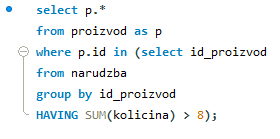 select p.*
from proizvod as p
where p.id in (select id_proizvod
from narudzba
group by id_proizvod
HAVING SUM(kolicina) > 8);